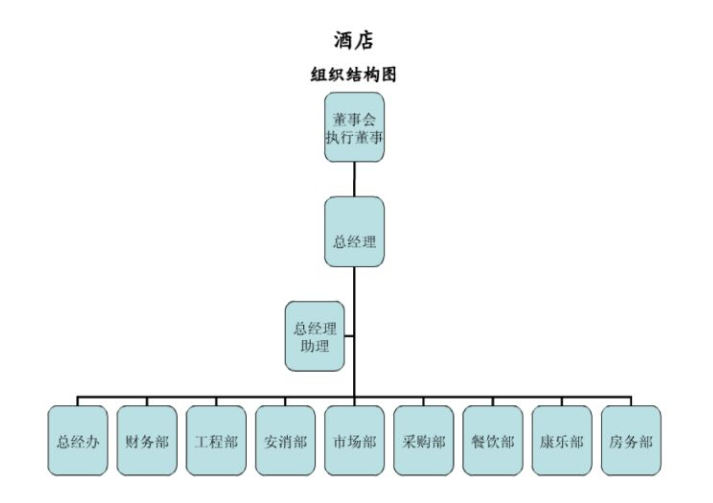 酒店
组织结构图
董事会
执行董事
总经理
总经理
助理
总经办
财务部
工程部
安消部
市场部
采购部
餐饮部
康乐部
房务部